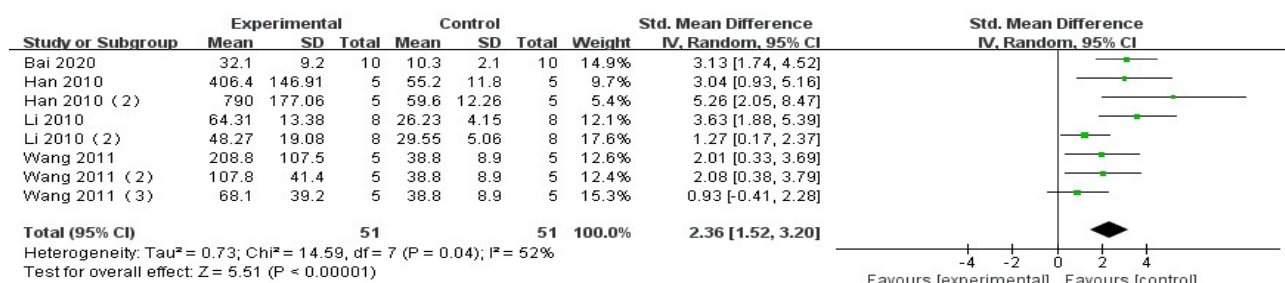 Experimental Control Std. Mean Difference Std. Mean Difference
Study or Subgroup Mean SD Total Mean SD Total Weight IV, Random, 95% CI IV, Random, 95% CI
Bai 2020 32.1 9.2 10 10.3 2.1 10 14.9% 3.13 [1.74, 4.52]
Han 2010 406.4 146.91 5 55.2 11.8 5 9.7% 3.04 [0.93, 5.16]
Han 2010 (2) 790 177.06 5 59.6 12.26 5 5.4% 5.26 [2.05, 8.47]
Li 2010 64.31 13.38 8 26.23 4.15 8 12.1% 3.63 [1.88, 5.39]
Li 2010 (2) 48.27 19.08 8 29.55 5.06 8 17.6% 1.27 [0.17, 2.37]
Wang 2011 208.8 107.5 5 38.8 8.9 5 12.6% 2.01 [0.33, 3.69]
Wang 2011 (2) 107.8 41.4 5 38.8 8.9 5 12.4% 2.08 [0.38, 3.79]
Wang 2011 (3) 68.1 39.2 5 38.8 8.9 5 15.3% 0.93 [-0.41, 2.28]
Total (95% CI) 51 51 100.0% 2.36 [1.52, 3.20]
Heterogeneity: Tau² = 0.73; Chi² = 14.59, df = 7 (P = 0.04); I² = 52%
Test for overall effect: Z = 5.51 (P < 0.00001)
-4 -2 0 2 4
Favours [experimental] Favours [control]